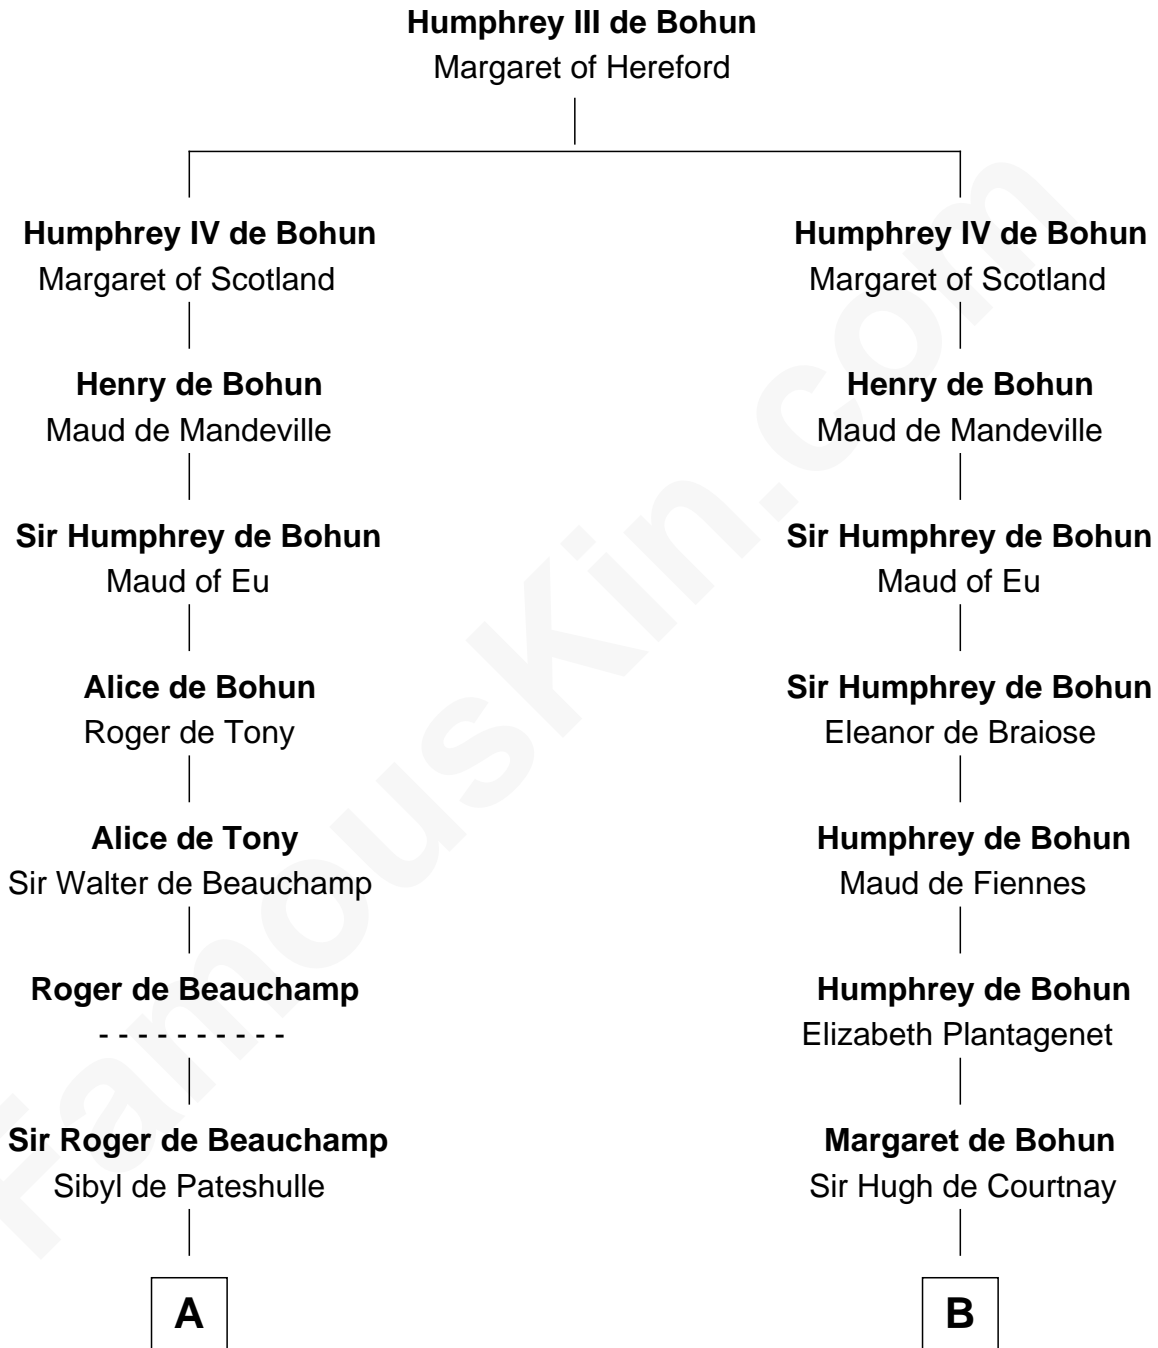 Humphrey III de Bohun
Margaret of Hereford
Humphrey IV de Bohun
Margaret of Scotland
Henry de Bohun
Maud de Mandeville
Sir Humphrey de Bohun
Maud of Eu
Alice de Bohun
Roger de Tony
Alice de Tony
Sir Walter de Beauchamp
Roger de Beauchamp
- - - - - - - - - -
Sir Roger de Beauchamp
Sibyl de Pateshulle
A
Humphrey IV de Bohun
Margaret of Scotland
Henry de Bohun
Maud de Mandeville
Sir Humphrey de Bohun
Maud of Eu
Sir Humphrey de Bohun
Eleanor de Braiose
Humphrey de Bohun
Maud de Fiennes
Humphrey de Bohun
Elizabeth Plantagenet
Margaret de Bohun
Sir Hugh de Courtnay
B
FamousKin.com